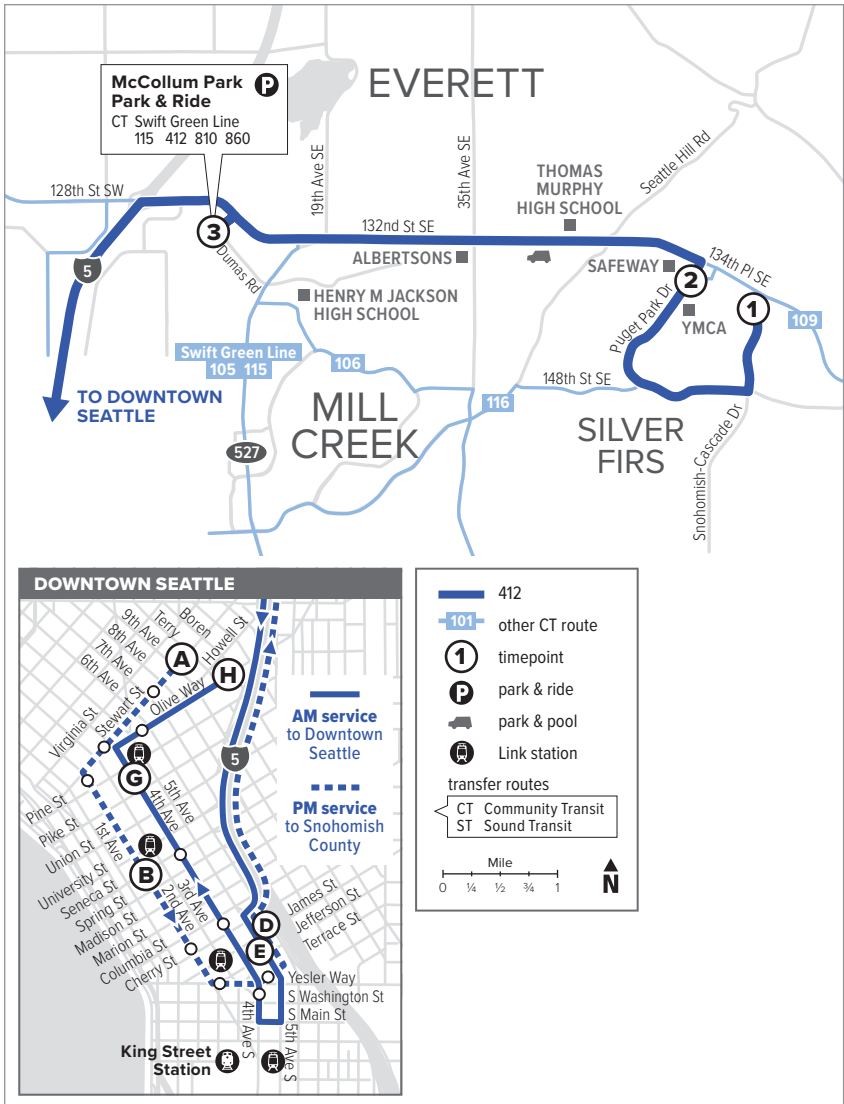 McCollum Park
Park & Ride
P
CT Swift Green Line
115 412 810 860
EVERETT
128th St SW
19th Ave SE
35th Ave SE
Seattle Hill Rd
THOMAS
MURPHY
HIGH SCHOOL
3
132nd St SE
Dumas Rd
ALBERTSONS
SAFEWAY
134th Pl SE
5
2
1
HENRY M JACKSON
HIGH SCHOOL
Puget Park Dr
YMCA
109
Swift Green Line
105 115
106
148th St SE
116
TO DOWNTOWN
SEATTLE
MILL
CREEK
SILVER
FIRS
527
Snohomish-Cascade Dr
DOWNTOWN SEATTLE
Boren
Terry
9th Ave
8th Ave
7th Ave
6th Ave
Howell St
A
H
Olive Way
Stewart St
Virginia St
AM service
to Downtown
Seattle
5
G
5th Ave
4th Ave
PM service
to Snohomish
County
Pine St
Pike St
Union St
1st Ave
University St
B
Seneca St
Spring St
Madison St
Marion St
Columbia St
Cherry St
3rd Ave
2nd Ave
James St
Jefferson St
Terrace St
D
E
Yesler Way
S Washington St
S Main St
4th Ave S
5th Ave S
King Street
Station
412
101 other CT route
1 timepoint
P park & ride
park & pool
Link station
transfer routes
CT Community Transit
ST Sound Transit
Mile
0 ¼ ½ ¾ 1
N